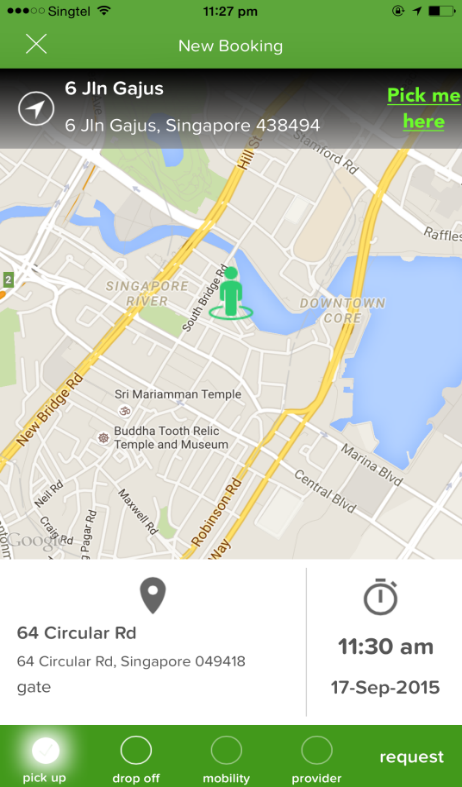 Singtel 11:27 pm
New Booking
6 Jln Gajus
6 Jln Gajus, Singapore 438494
Pick me
here
Hill St
Stamford Rd
Raffles
2
SINGAPORE
RIVER
South Bridge Rd
DOWNTOWN
CORE
New Bridge Rd
Sri Mariamman Temple
Buddha Tooth Relic
Temple and Museum
Marina Blvd
Central Blvd
Neil Rd
Craig Rd
g Pagar Rd
Maxwell Rd
Robinson Rd
Way
Google
64 Circular Rd
64 Circular Rd, Singapore 049418
gate
11:30 am
17-Sep-2015
pick up
drop off
mobility
provider
request